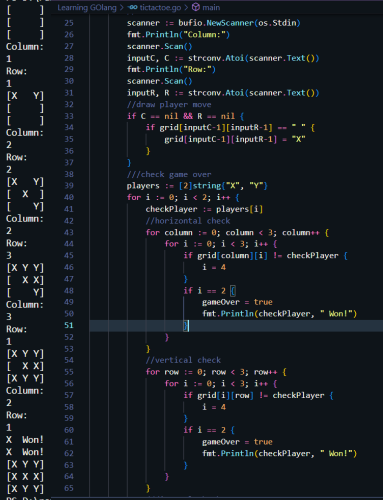 [     ]
[     ]
[     ]
Column:
1
Row:
1
[X   Y]
[     ]
[     ]
Column:
2
Row:
2
[X   Y]
[  X  ]
[    Y]
Column:
2
Row:
3
[X Y Y]
[  X X]
[    Y]
Column:
3
Row:
1
[X Y Y]
[  X X]
[X Y Y]
Column:
2
Row:
1
X  Won!
X  Won!
[X Y Y]
[X X X]
[X Y Y]
Learning GOlang > tictactoe.go > main
25 scanner := bufio.NewScanner(os.Stdin)
26 fmt.Println("Column:")
27 scanner.Scan()
28 inputC, C := strconv.Atoi(scanner.Text())
29 fmt.Println("Row:")
30 scanner.Scan()
31 inputR, R := strconv.Atoi(scanner.Text())
32 //draw player move
33 if C == nil && R == nil {
34 if grid[inputC-1][inputR-1] == " " {
35 grid[inputC-1][inputR-1] = "X"
36 }
37 }
38 ///check game over
39 players := [2]string{"X", "Y"}
40 for i := 0; i < 2; i++ {
41 checkPlayer := players[i]
42 //horizontal check
43 for column := 0; column < 3; column++ {
44 for i := 0; i < 3; i++ {
45 if grid[column][i] != checkPlayer {
46 i = 4
47 }
48 if i == 2 {
49 gameOver = true
50 fmt.Println(checkPlayer, " Won!")
51 }
52 }
53 }
54 //vertical check
55 for row := 0; row < 3; row++ {
56 for i := 0; i < 3; i++ {
57 if grid[i][row] != checkPlayer {
58 i = 4
59 }
60 if i == 2 {
61 gameOver = true
62 fmt.Println(checkPlayer, " Won!")
63 }
64 }
65 }